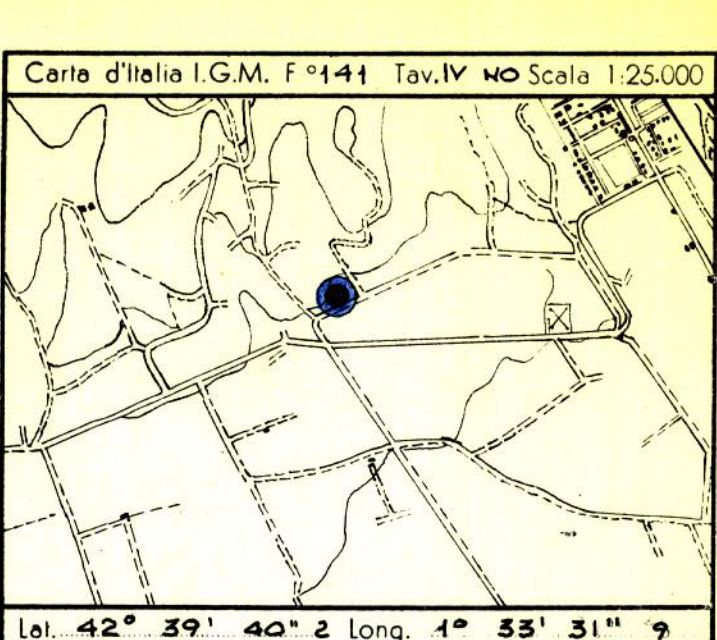 Carta d'Italia I.G.M. F° 141 Tav. IV NO Scala 1:25.000
Lat. 42° 39' 40" 2 Long. 1° 33' 31" 9